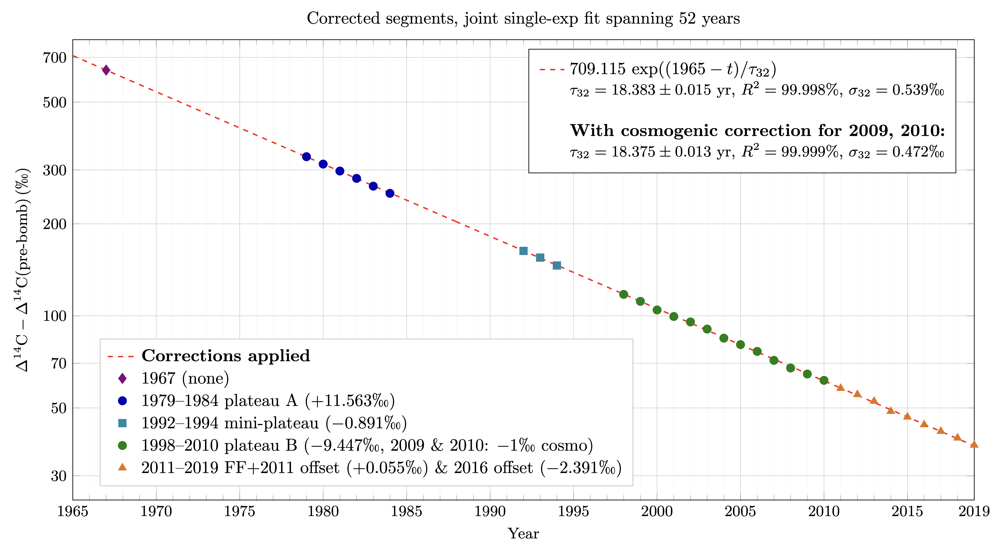 Corrected segments, joint single-exp fit spanning 52 years
Δ¹⁴C − Δ¹⁴C(pre-bomb) (‰)
700
500
300
200
100
70
50
30
709.115 exp((1965 − t)/τ₃₂)
τ₃₂ = 18.383 ± 0.015 yr, R² = 99.998%, σ₃₂ = 0.539‰
With cosmogenic correction for 2009, 2010:
τ₃₂ = 18.375 ± 0.013 yr, R² = 99.999%, σ₃₂ = 0.472‰
Corrections applied
1967 (none)
1979–1984 plateau A (+11.563‰)
1992–1994 mini-plateau (−0.891‰)
1998–2010 plateau B (−9.447‰, 2009 & 2010: −1‰ cosmo)
2011–2019 FF+2011 offset (+0.055‰) & 2016 offset (−2.391‰)
1965 1970 1975 1980 1985 1990 1995 2000 2005 2010 2015 2019
Year